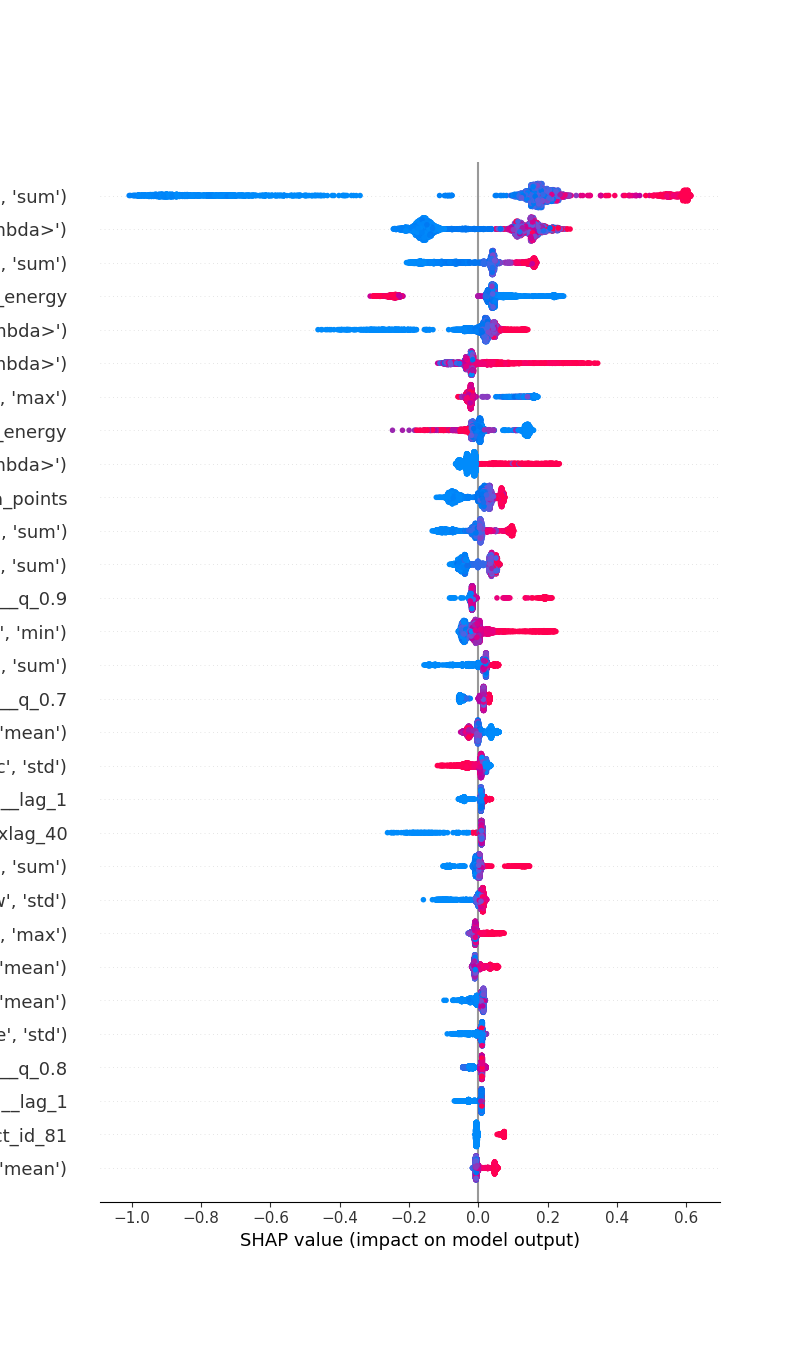 , 'sum')
nbda>')
, 'sum')
_energy
nbda>')
nbda>')
, 'max')
_energy
nbda>')
_points
, 'sum')
, 'sum')
__q_0.9
', 'min')
, 'sum')
__q_0.7
'mean')
', 'std')
__lag_1
xlag_40
, 'sum')
', 'std')
, 'max')
'mean')
'mean')
e', 'std')
__q_0.8
__lag_1
ct_id_81
'mean')
−1.0 −0.8 −0.6 −0.4 −0.2 0.0 0.2 0.4 0.6
SHAP value (impact on model output)